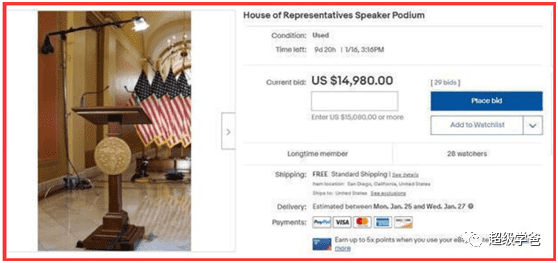 House of Representatives Speaker Podium
Condition: Used
Time left: 9d 20h | 1/16, 3:16PM
Current bid: US $14,980.00 [ 29 bids ]
Place bid
Enter US $15,080.00 or more
Add to Watchlist
Longtime member 28 watchers
Shipping: FREE Standard Shipping | See details
Item location: San Diego, California, United States
Ships to: United States See exclusions
Delivery: Estimated between Mon. Jan. 25 and Wed. Jan. 27
Payments: PayPal VISA DISCOVER
Earn up to 5x points when you use your eB
more
超级学爸